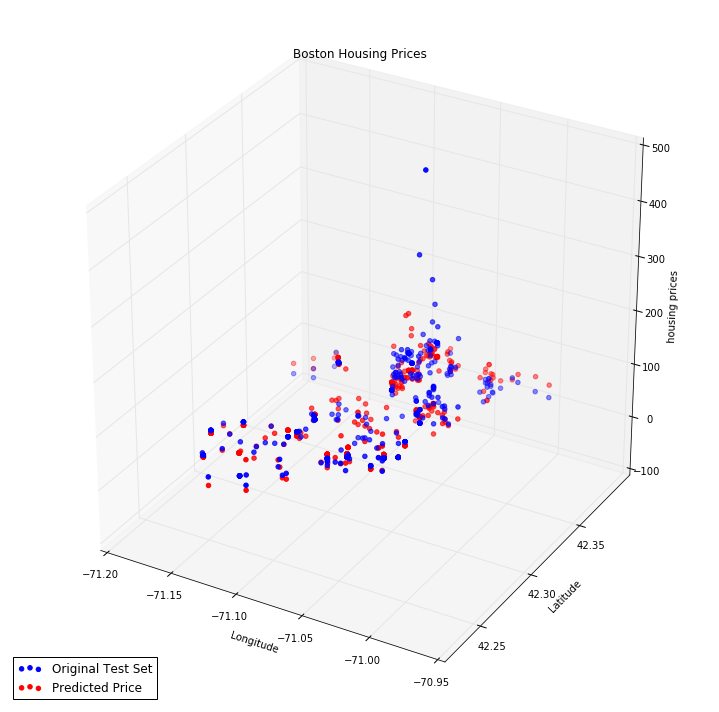 Boston Housing Prices
500
400
300
200
100
0
−100
housing prices
42.35
42.30
42.25
Latitude
−71.20
−71.15
−71.10
−71.05
−71.00
−70.95
Longitude
Original Test Set
Predicted Price